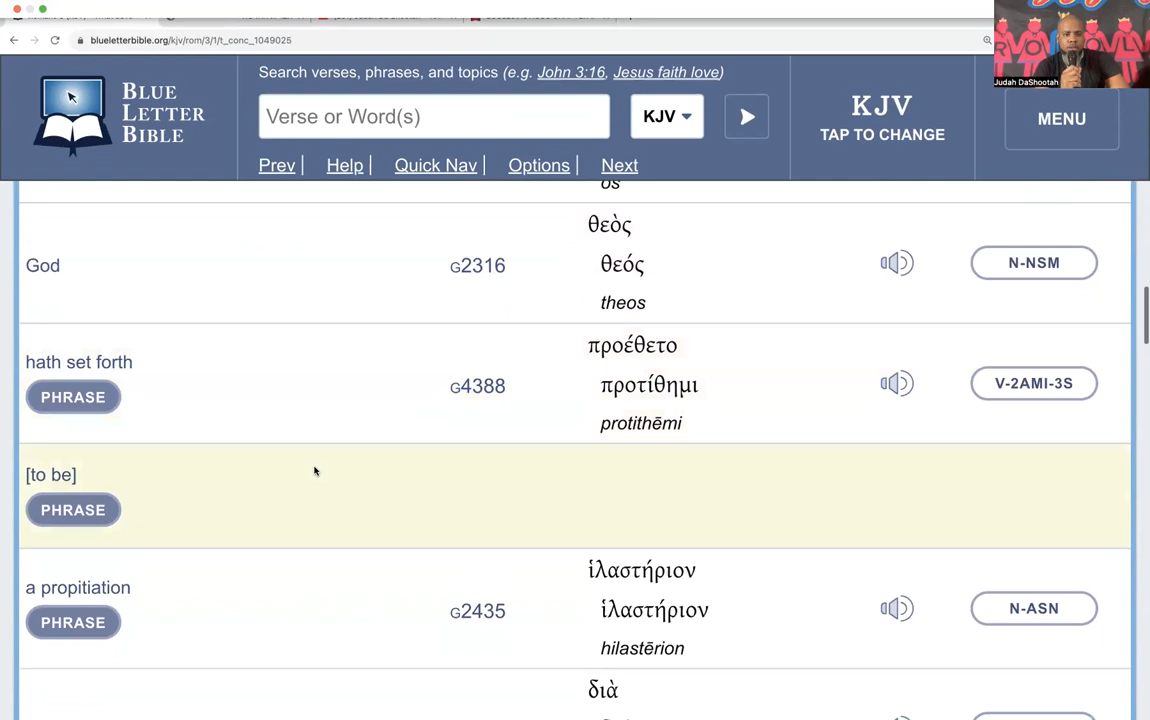 blueletterbible.org/kjv/rom/3/1/t_conc_1049025
Judah DaShootah
BLUE
LETTER
BIBLE
Search verses, phrases, and topics (e.g. John 3:16, Jesus faith love)
Verse or Word(s)
KJV
Prev | Help | Quick Nav | Options | Next
KJV
TAP TO CHANGE
MENU
os
God
G2316
θεὸς
θεός
theos
N-NSM
hath set forth
PHRASE
G4388
προέθετο
προτίθημι
protithēmi
V-2AMI-3S
[to be]
PHRASE
a propitiation
PHRASE
G2435
ἱλαστήριον
ἱλαστήριον
hilastērion
N-ASN
διὰ